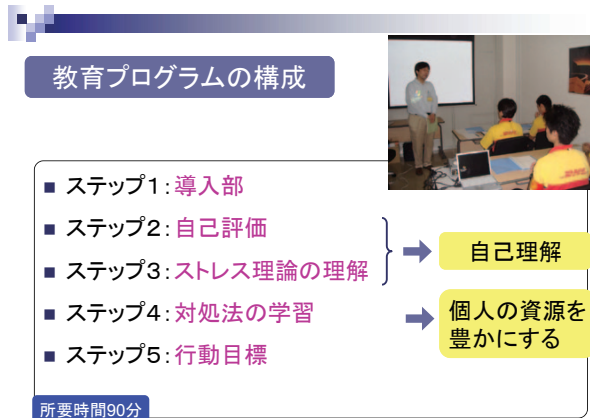 教育プログラムの構成
ステップ1:導入部
ステップ2:自己評価
ステップ3:ストレス理論の理解
自己理解
ステップ4:対処法の学習
個人の資源を
豊かにする
ステップ5:行動目標
所要時間90分